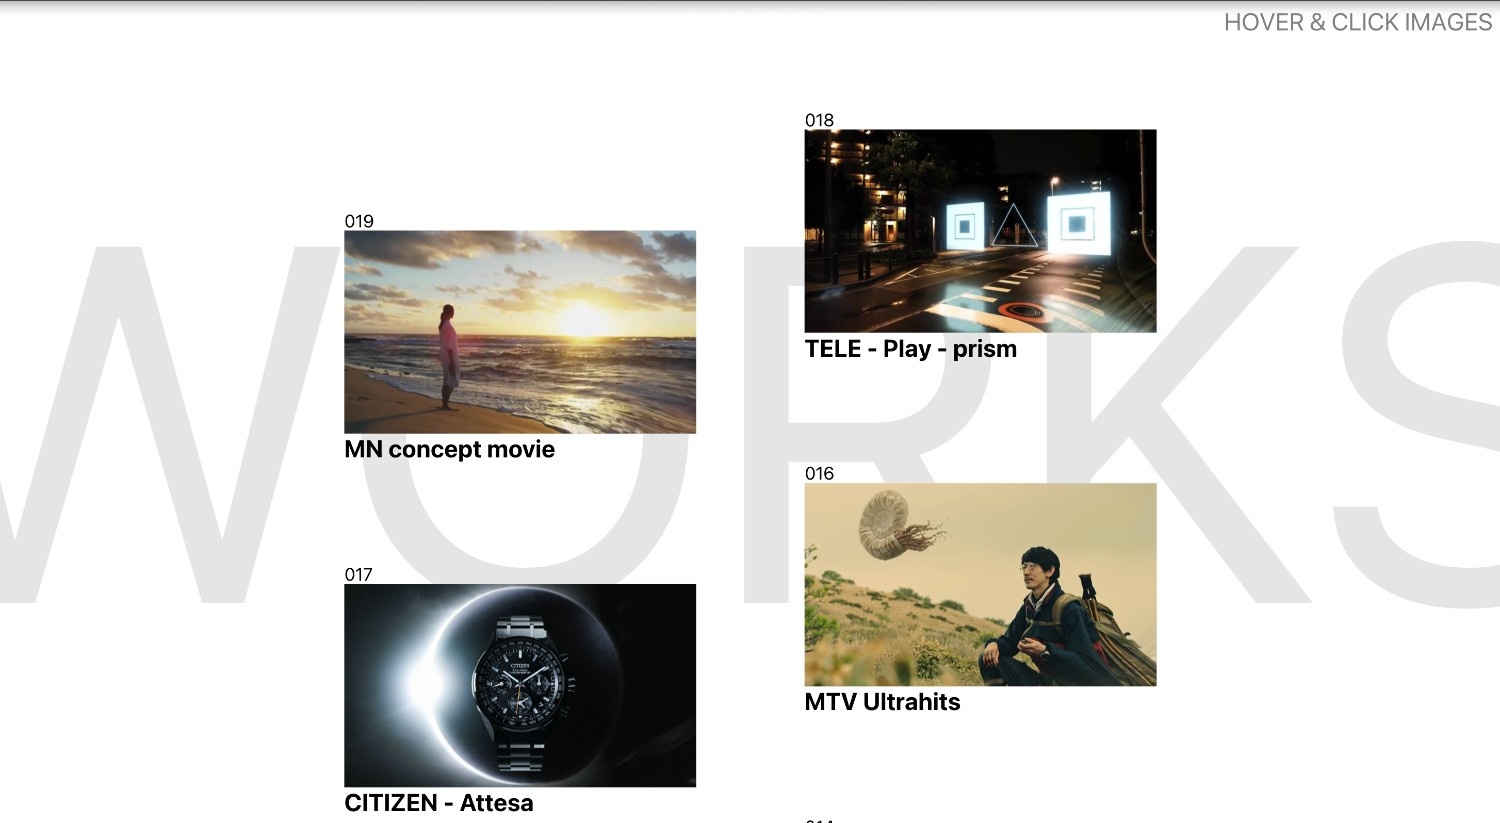 HOVER & CLICK IMAGES
WORKS
018
TELE - Play - prism
019
MN concept movie
016
MTV Ultrahits
017
CITIZEN
CITIZEN - Attesa